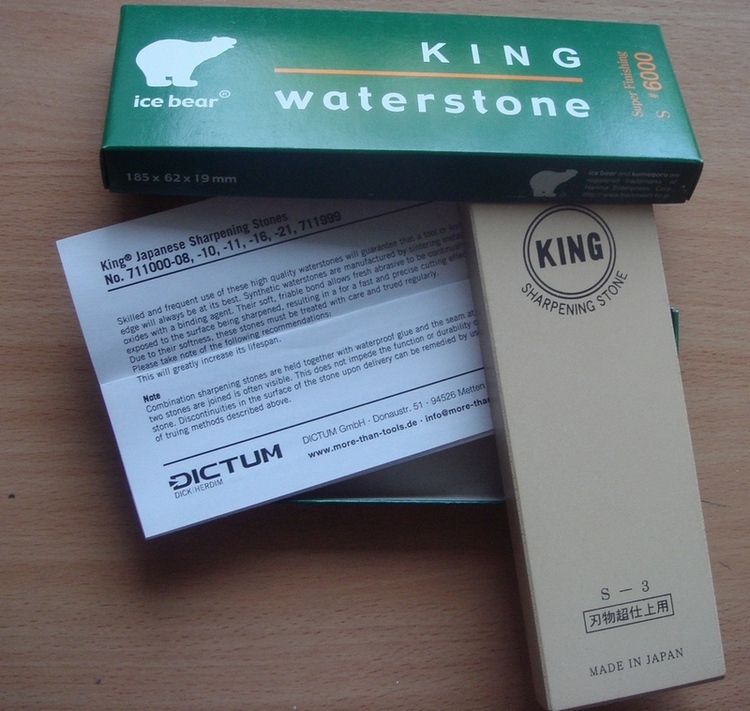 KING
waterstone
ice bear®
Super Finishing
S #6000
185 x 62 x 19 mm
ice bear and
registered trademarks of
KING
SHARPENING STONE
King® Japanese Sharpening Stones
No. 711000-08, -10, -11, -16, -21, 711999
Skilled and frequent use of these high quality waterstones will guarantee that a tool or
edge will always be at its best. Synthetic waterstones are manufactured by sintering
oxides with a binding agent. Their soft, friable bond allows fresh abrasive to be
exposed to the surface being sharpened, resulting in a for a fast and precise cutting
Due to their softness, these stones must be treated with care and trued regularly.
Please take note of the following recommendations:
This will greatly increase its lifespan.
Note
Combination sharpening stones are held together with waterproof glue and the seam at
two stones are joined is often visible. This does not impede the function or durability
stone. Discontinuities in the surface of the stone upon delivery can be remedied by
of truing methods described above.
DICTUM
DICK HERDIM
DICTUM GmbH · Donaustr. 51 · 94526 Metten
www.more-than-tools.de · info@more-than
S — 3
刃物超仕上用
MADE IN JAPAN